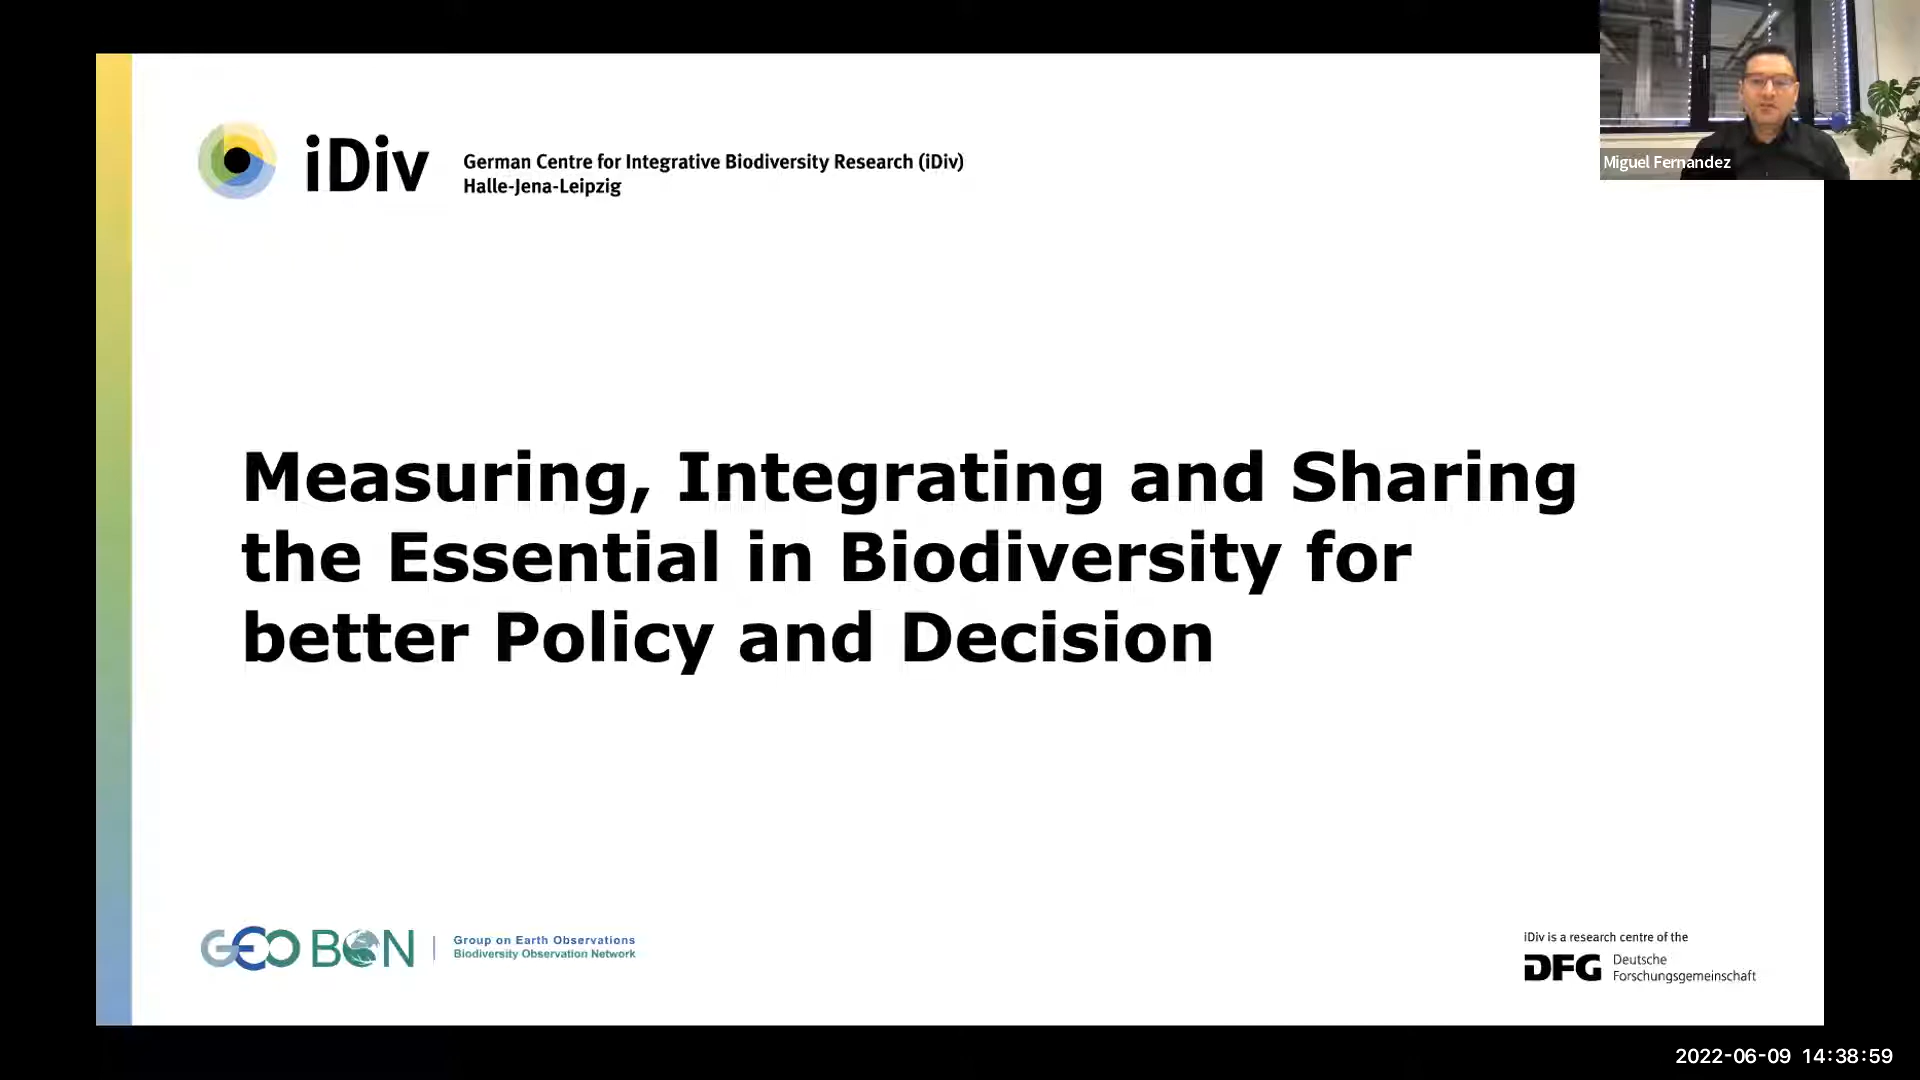 iDiv
German Centre for Integrative Biodiversity Research (iDiv)
Halle-Jena-Leipzig
Miguel Fernandez
Measuring, Integrating and Sharing
the Essential in Biodiversity for
better Policy and Decision
GEO BON
Group on Earth Observations
Biodiversity Observation Network
iDiv is a research centre of the
DFG
Deutsche
Forschungsgemeinschaft
2022-06-09 14:38:59